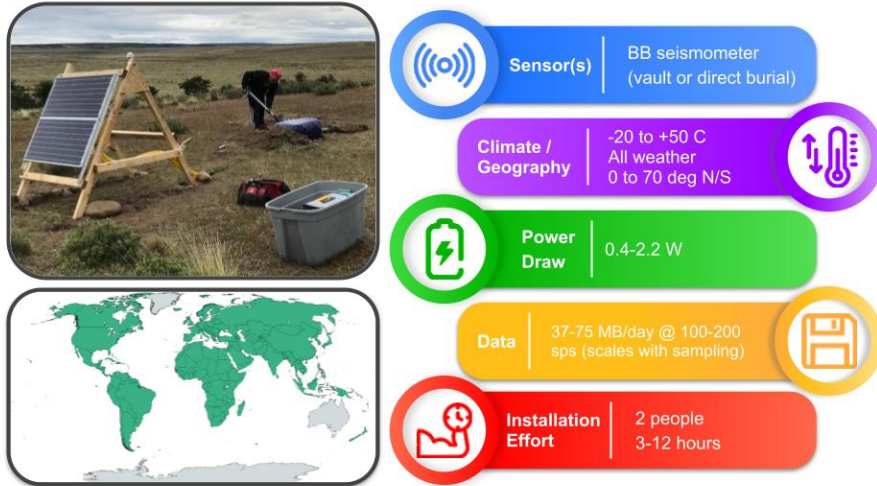 Sensor(s)
BB seismometer
(vault or direct burial)
Climate /
Geography
-20 to +50 C
All weather
0 to 70 deg N/S
Power
Draw
0.4-2.2 W
Data
37-75 MB/day @ 100-200
sps (scales with sampling)
Installation
Effort
2 people
3-12 hours